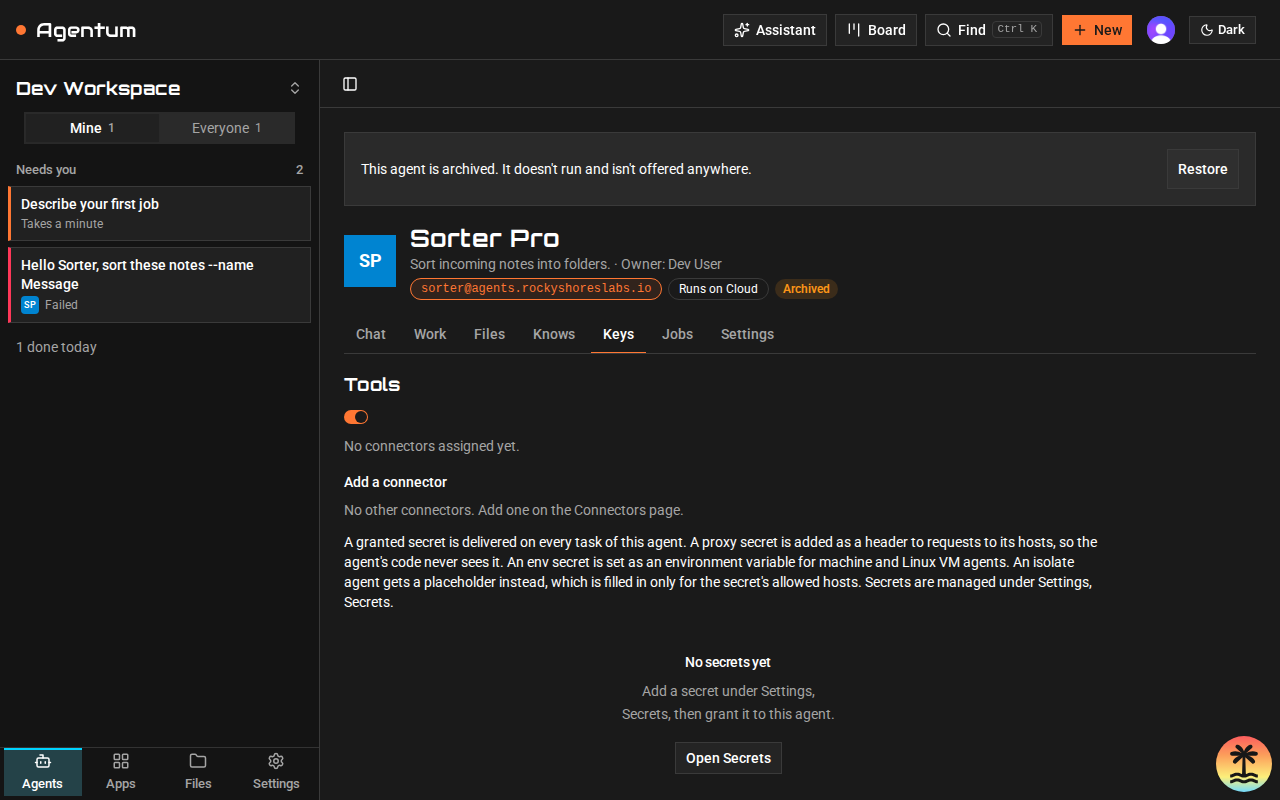 Agentum
Assistant
Board
Find Ctrl K
New
Dark
Dev Workspace
Mine 1
Everyone 1
Needs you 2
Describe your first job
Takes a minute
Hello Sorter, sort these notes --name
Message
SP Failed
1 done today
Agents
Apps
Files
Settings
This agent is archived. It doesn't run and isn't offered anywhere.
Restore
SP
Sorter Pro
Sort incoming notes into folders. · Owner: Dev User
sorter@agents.rockyshoreslabs.io
Runs on Cloud
Archived
Chat
Work
Files
Knows
Keys
Jobs
Settings
Tools
No connectors assigned yet.
Add a connector
No other connectors. Add one on the Connectors page.
A granted secret is delivered on every task of this agent. A proxy secret is added as a header to requests to its hosts, so the
agent's code never sees it. An env secret is set as an environment variable for machine and Linux VM agents. An isolate
agent gets a placeholder instead, which is filled in only for the secret's allowed hosts. Secrets are managed under Settings,
Secrets.
No secrets yet
Add a secret under Settings,
Secrets, then grant it to this agent.
Open Secrets